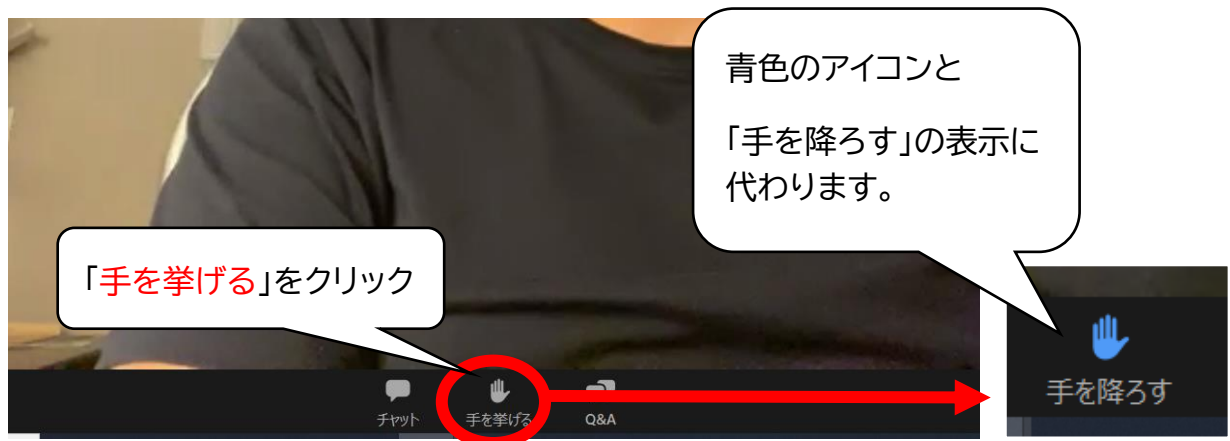 青色のアイコンと
「手を降ろす」の表示に
代わります。
「手を挙げる」をクリック
チャット
手を挙げる
Q&A
手を降ろす